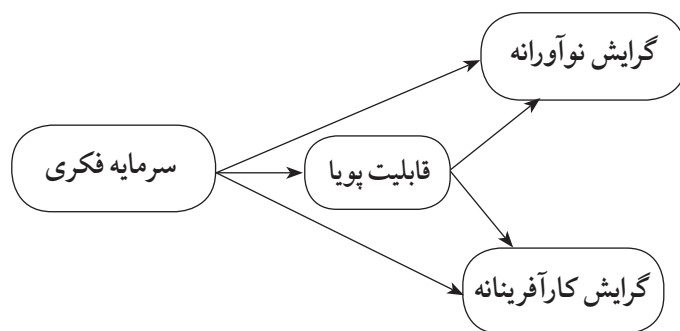 گرایش نوآورانه
سرمایه فکری
قابلیت پویا
گرایش کارآفرینانه